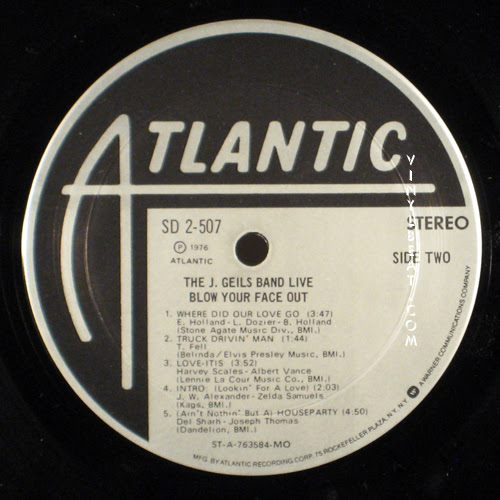 ATLANTIC
SD 2-507
STEREO
Ⓟ 1976
ATLANTIC
SIDE TWO
THE J. GEILS BAND LIVE
BLOW YOUR FACE OUT
1. WHERE DID OUR LOVE GO (3:47)
E. Holland-L. Dozier-B. Holland
(Stone Agate Music Div., BMI.)
2. TRUCK DRIVIN' MAN (1:44)
T. Fell
(Belinda/Elvis Presley Music, BMI.)
3. LOVE-ITIS (3:23)
Harvey Scales-Albert Vance
(Lennie La Cour Music Co., BMI.)
4. INTRO: (Lookin' For A Love) (2:03)
J. W. Alexander-Zelda Samuels
(Kags, BMI.)
5. (Ain't Nothin' But A)-HOUSEPARTY (4:50)
Del Sharh-Joseph Thomas
(Dandelion, BMI.)
ST-A-763584-MO
MFG. BY ATLANTIC RECORDING CORP. 75 ROCKEFELLER PLAZA, N.Y. N.Y.
A WARNER COMMUNICATIONS COMPANY